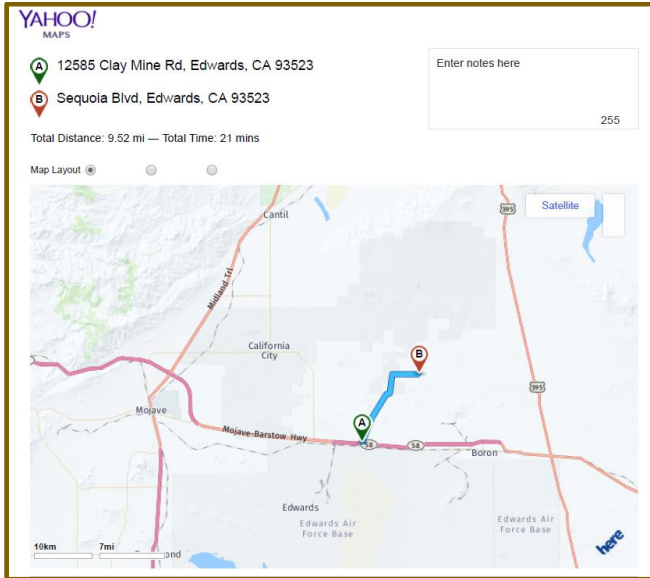 YAHOO!
MAPS
A 12585 Clay Mine Rd, Edwards, CA 93523
B Sequoia Blvd, Edwards, CA 93523
Enter notes here
255
Total Distance: 9.52 mi — Total Time: 21 mins
Map Layout
Satellite
395
Cantil
Midland Trl
California
City
B
395
Mojave
A
Mojave-Barstow Hwy
58
58
Boron
Edwards
Edwards Air
Force Base
Edwards Air
Force Base
10km
7mi
ond
here